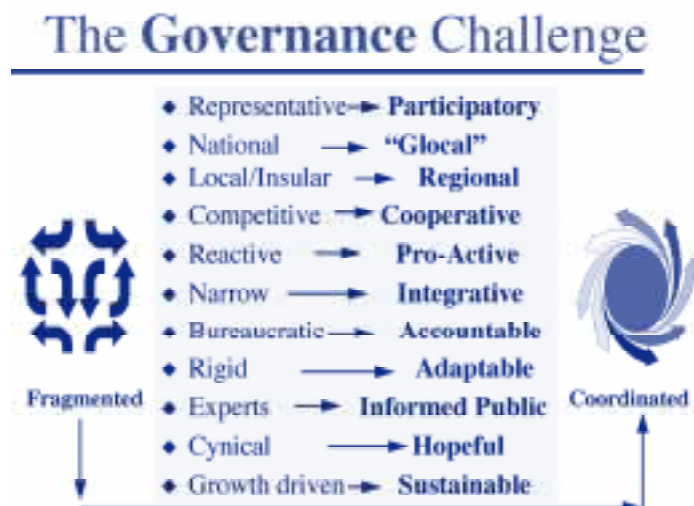 The Governance Challenge
◆ Representative → Participatory
◆ National → “Glocal”
◆ Local/Insular → Regional
◆ Competitive → Cooperative
◆ Reactive → Pro-Active
◆ Narrow → Integrative
◆ Bureaucratic → Accountable
◆ Rigid → Adaptable
◆ Experts → Informed Public
◆ Cynical → Hopeful
◆ Growth driven → Sustainable
Fragmented
Coordinated